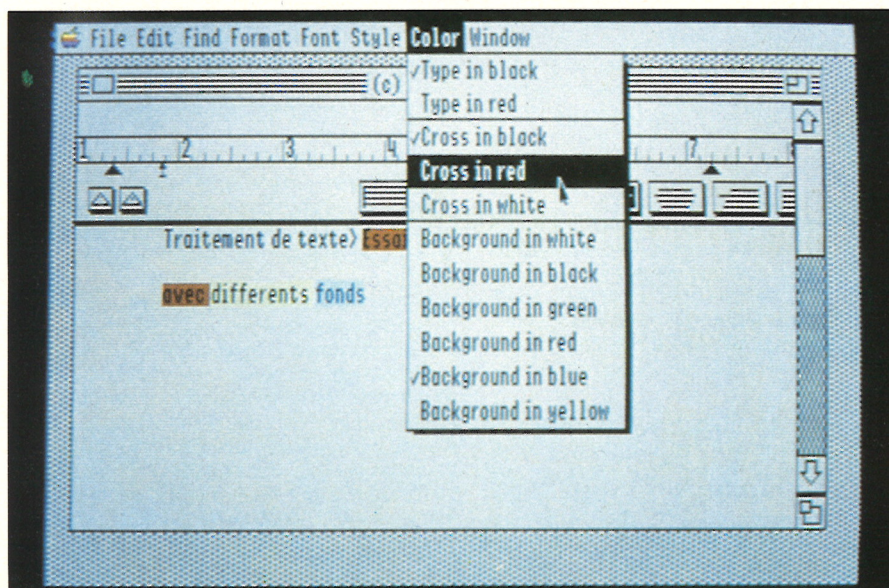 File Edit Find Format Font Style Color Window
(c)
✓Type in black
Type in red
✓Cross in black
Cross in red
Cross in white
Background in white
Background in black
Background in green
Background in red
✓Background in blue
Background in yellow
1 2 3 4 7
Traitement de texte>
avec differents fonds